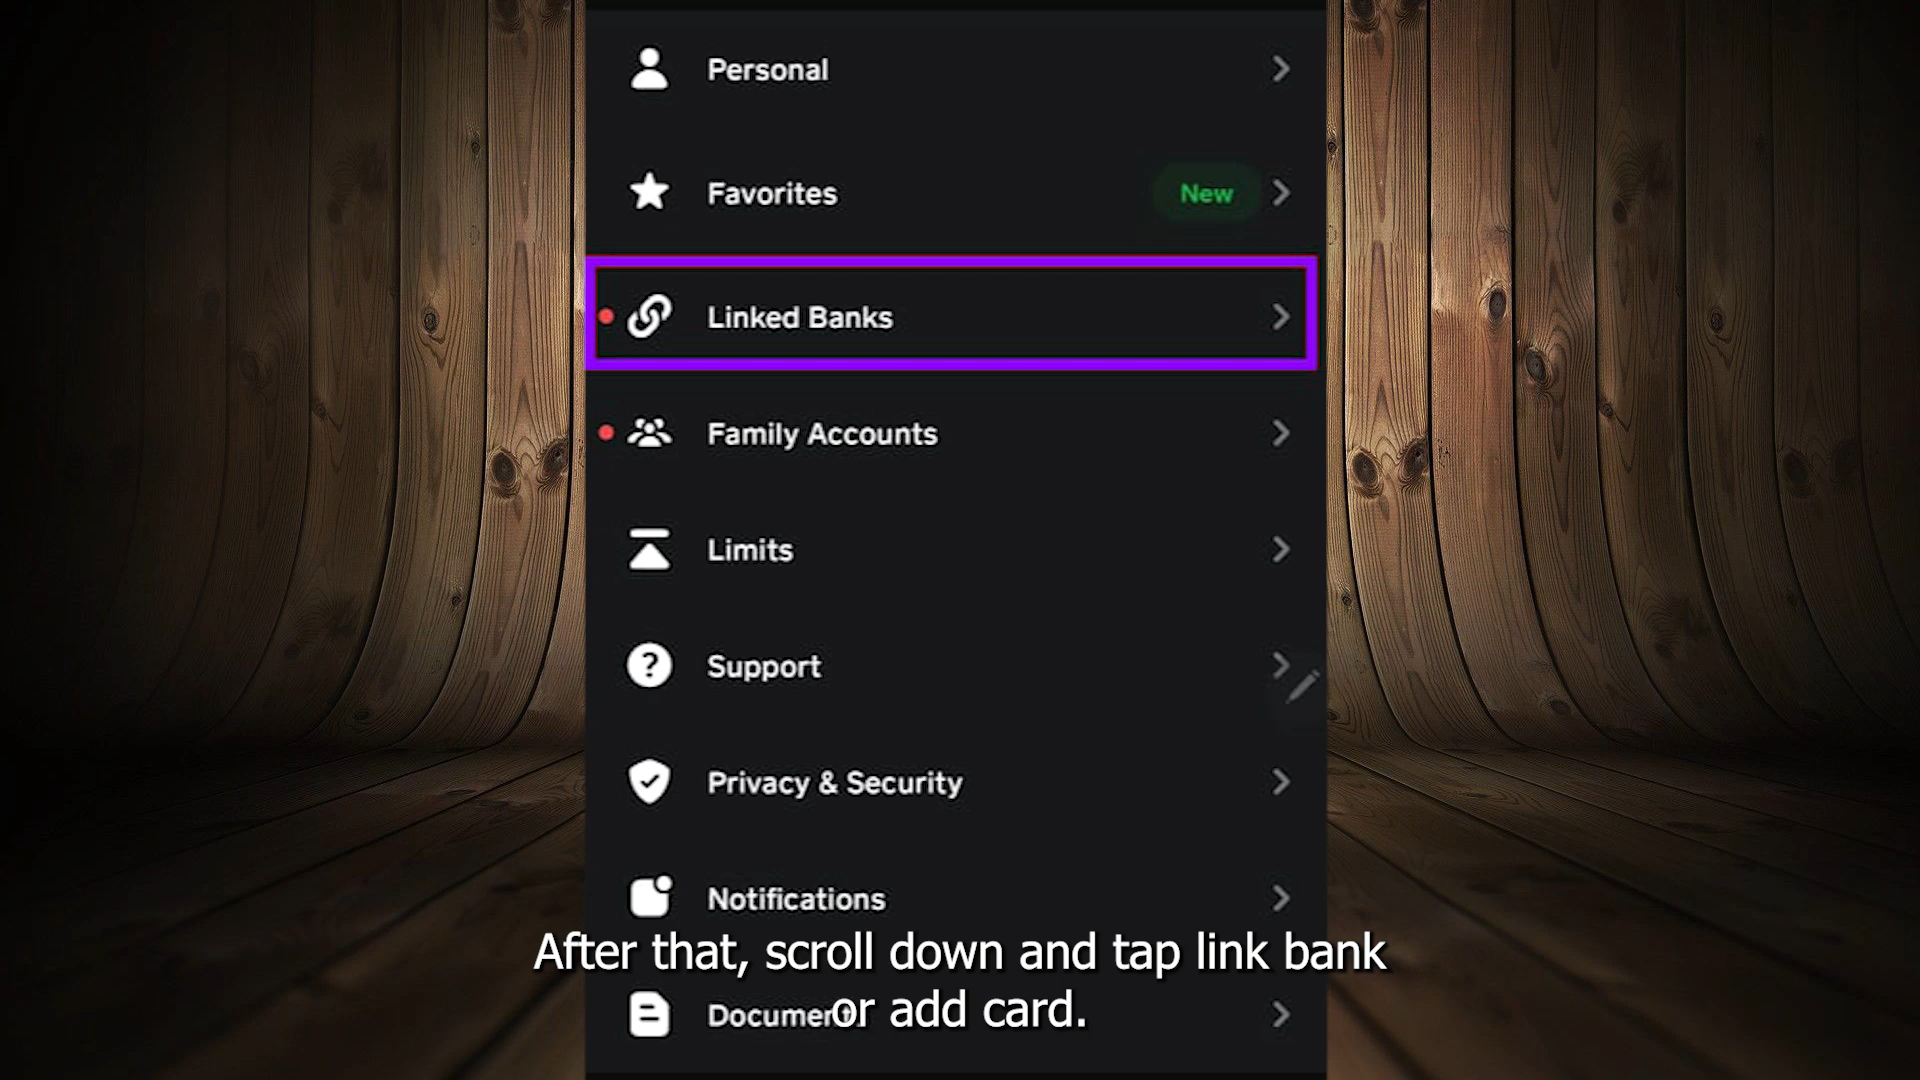 Personal
Favorites
New
Linked Banks
Family Accounts
Limits
Support
Privacy & Security
Notifications
After that, scroll down and tap link bank
or add card.